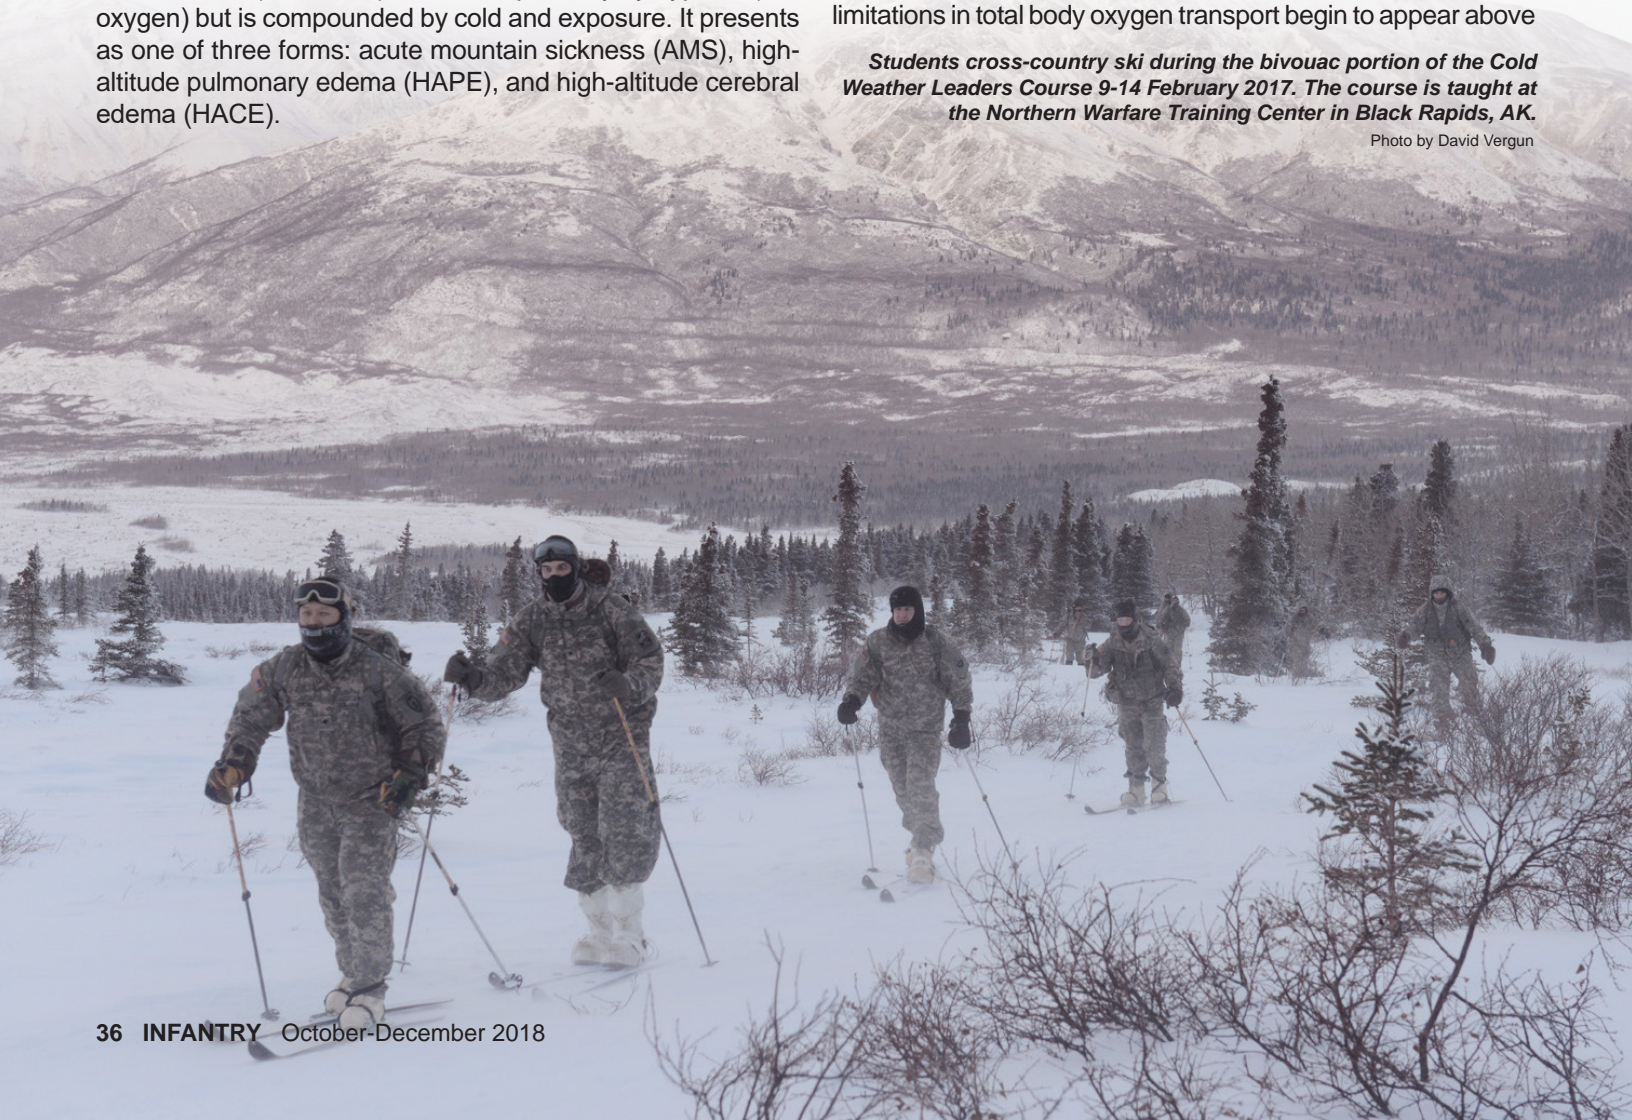 oxygen) but is compounded by cold and exposure. It presents
as one of three forms: acute mountain sickness (AMS), high-
altitude pulmonary edema (HAPE), and high-altitude cerebral
edema (HACE).
limitations in total body oxygen transport begin to appear above
Students cross-country ski during the bivouac portion of the Cold
Weather Leaders Course 9-14 February 2017. The course is taught at
the Northern Warfare Training Center in Black Rapids, AK.
Photo by David Vergun
36 INFANTRY October-December 2018